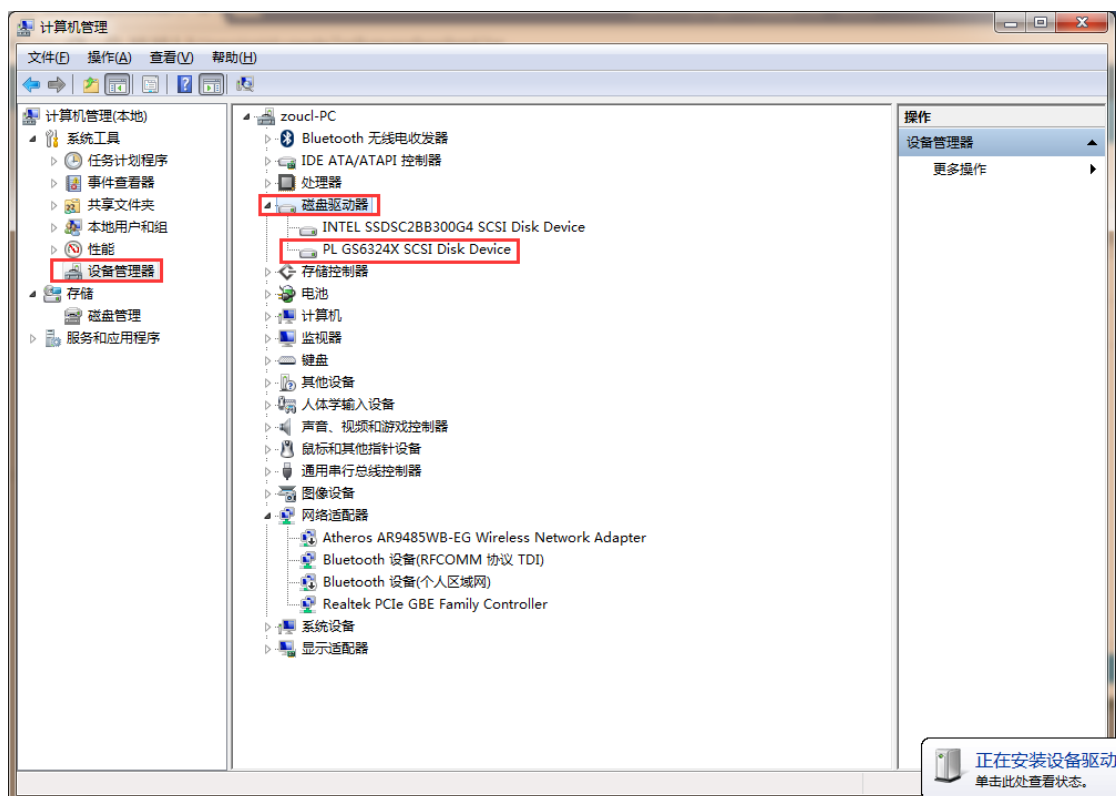 计算机管理
文件(F) 操作(A) 查看(V) 帮助(H)
计算机管理(本地)
系统工具
任务计划程序
事件查看器
共享文件夹
本地用户和组
性能
设备管理器
存储
磁盘管理
服务和应用程序
zoucl-PC
Bluetooth 无线电收发器
IDE ATA/ATAPI 控制器
处理器
磁盘驱动器
INTEL SSDSC2BB300G4 SCSI Disk Device
PL GS6324X SCSI Disk Device
存储控制器
电池
计算机
监视器
键盘
其他设备
人体学输入设备
声音、视频和游戏控制器
鼠标和其他指针设备
通用串行总线控制器
图像设备
网络适配器
Atheros AR9485WB-EG Wireless Network Adapter
Bluetooth 设备(RFCOMM 协议 TDI)
Bluetooth 设备(个人区域网)
Realtek PCIe GBE Family Controller
系统设备
显示适配器
操作
设备管理器
更多操作
正在安装设备驱动
单击此处查看状态。